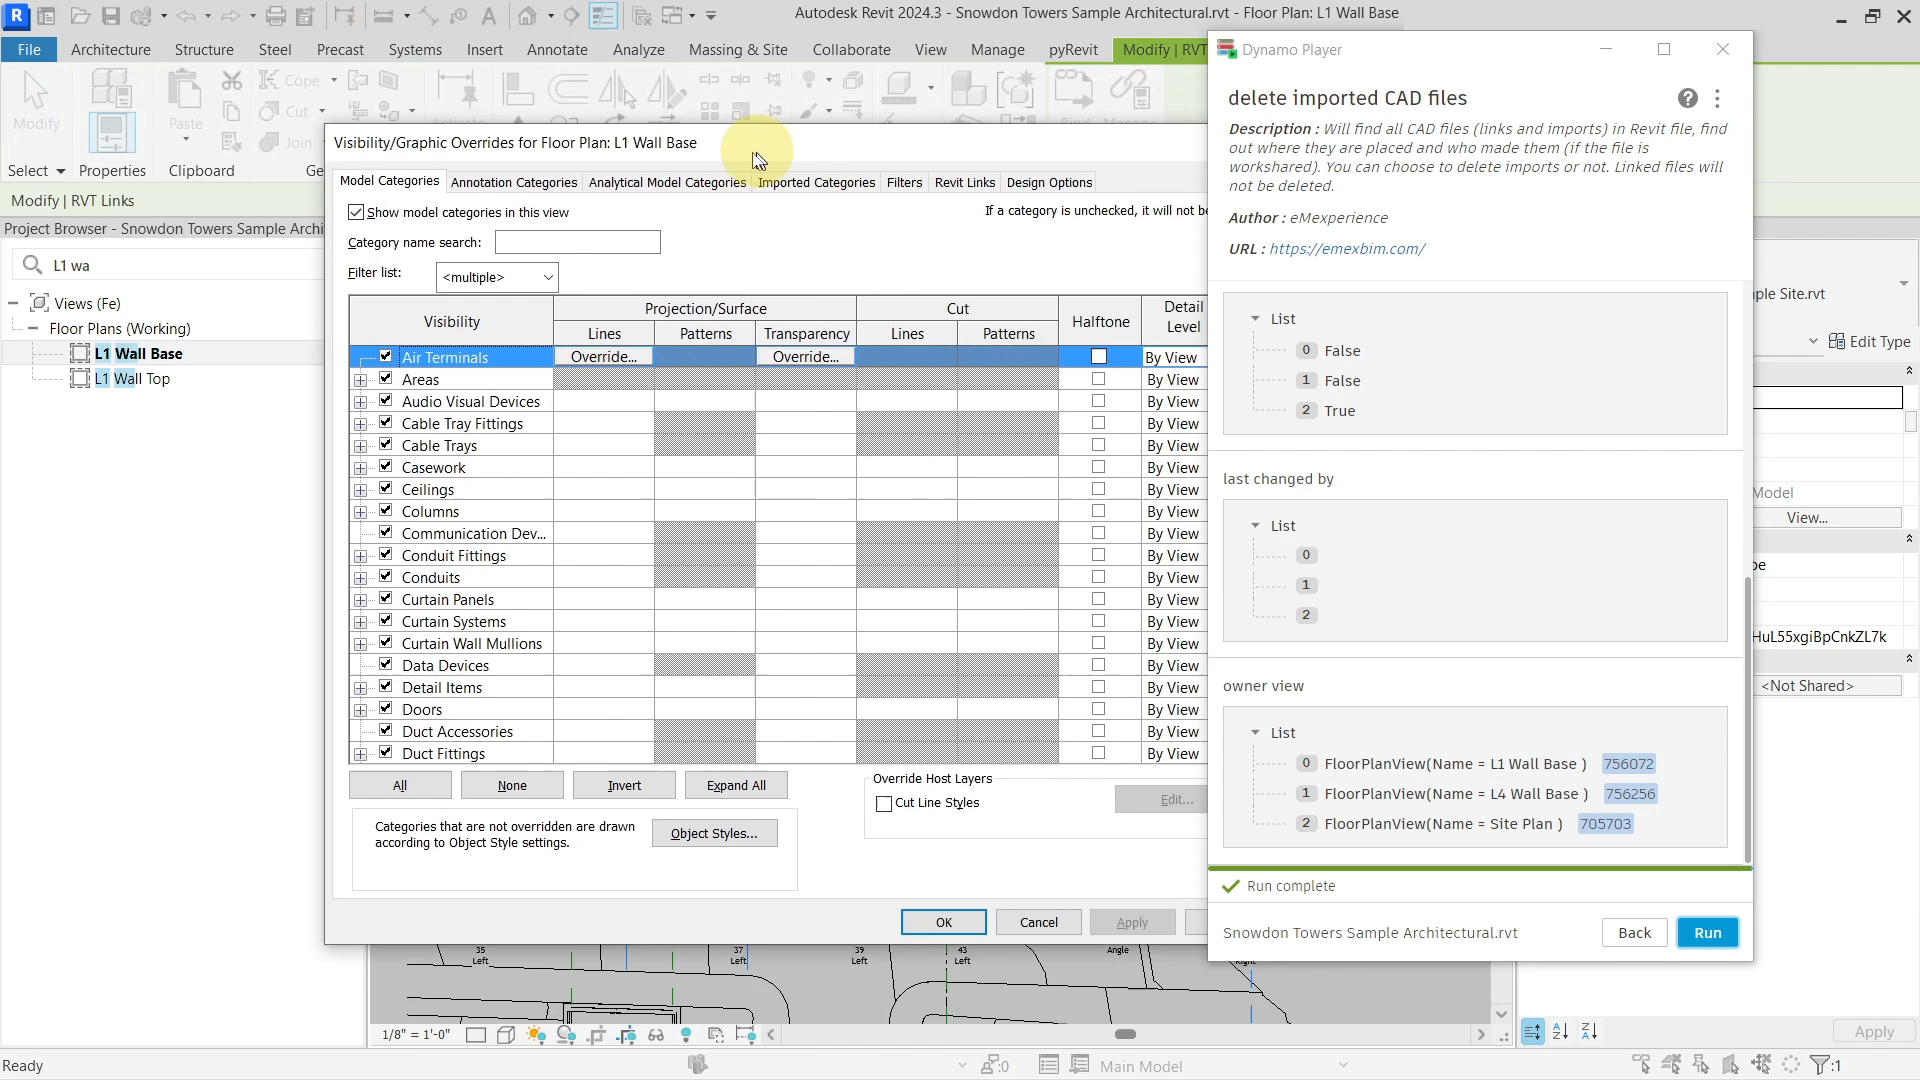 Autodesk Revit 2024.3 - Snowdon Towers Sample Architectural.rvt - Floor Plan: L1 Wall Base
File Architecture Structure Steel Precast Systems Insert Annotate Analyze Massing & Site Collaborate View Manage pyRevit Modify | RVT
Modify
Paste
Cope
Cut
Join
Select Properties Clipboard Ge
Modify | RVT Links
Project Browser - Snowdon Towers Sample Archi
L1 wa
Views (Fe)
Floor Plans (Working)
L1 Wall Base
L1 Wall Top
Visibility/Graphic Overrides for Floor Plan: L1 Wall Base
Model Categories Annotation Categories Analytical Model Categories Imported Categories Filters Revit Links Design Options
Show model categories in this view
If a category is unchecked, it will not be
Category name search:
Filter list: <multiple>
Visibility Projection/Surface Cut Halftone Detail Level
Lines Patterns Transparency Lines Patterns
Air Terminals Override... Override... By View
Areas By View
Audio Visual Devices By View
Cable Tray Fittings By View
Cable Trays By View
Casework By View
Ceilings By View
Columns By View
Communication Dev... By View
Conduit Fittings By View
Conduits By View
Curtain Panels By View
Curtain Systems By View
Curtain Wall Mullions By View
Data Devices By View
Detail Items By View
Doors By View
Duct Accessories By View
Duct Fittings By View
All None Invert Expand All
Override Host Layers
Cut Line Styles Edit...
Categories that are not overridden are drawn
according to Object Style settings.
Object Styles...
OK Cancel Apply
35 Left
37 Left
39 Left
43 Left
Angle
Dynamo Player
delete imported CAD files
Description : Will find all CAD files (links and imports) in Revit file, find
out where they are placed and who made them (if the file is
workshared). You can choose to delete imports or not. Linked files will
not be deleted.
Author : eMexperience
URL : https://emexbim.com/
List
0 False
1 False
2 True
last changed by
List
0
1
2
owner view
List
0 FloorPlanView(Name = L1 Wall Base ) 756072
1 FloorPlanView(Name = L4 Wall Base ) 756256
2 FloorPlanView(Name = Site Plan ) 705703
Run complete
Snowdon Towers Sample Architectural.rvt Back Run
ple Site.rvt
Edit Type
Model
View...
pe
HuL55xgiBpCnkZL7k
<Not Shared>
Apply
1/8" = 1'-0"
Ready
:0
Main Model
:1